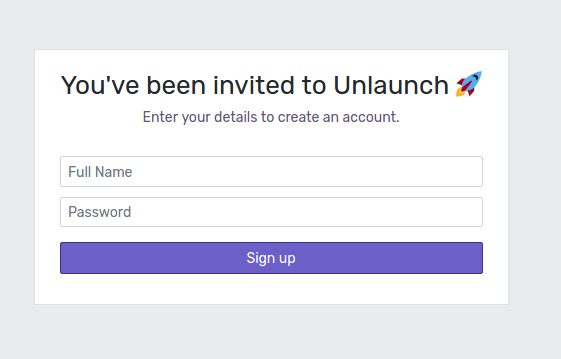 You've been invited to Unlaunch 🚀
Enter your details to create an account.
Full Name
Password
Sign up